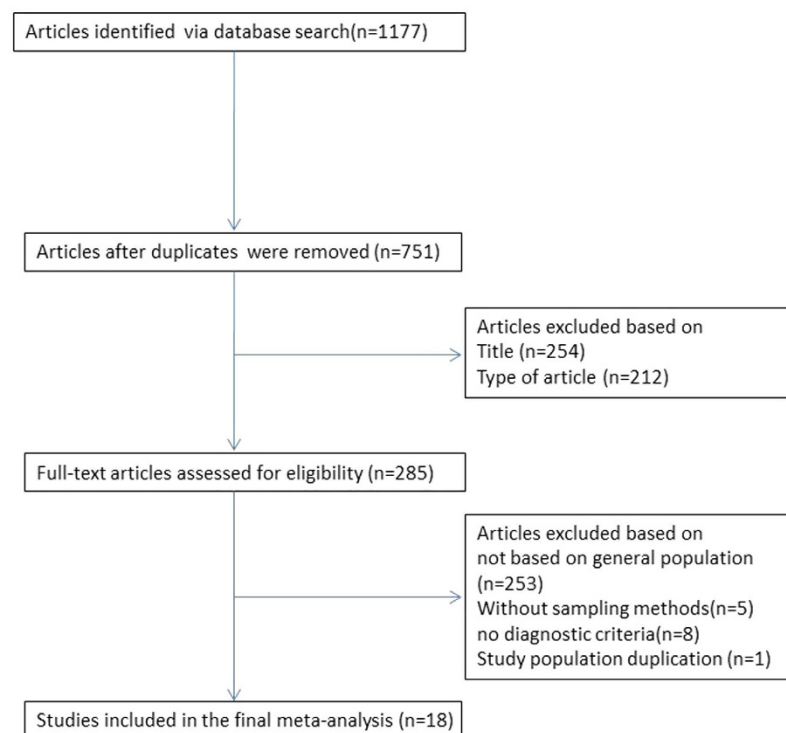 Articles identified via database search(n=1177)
Articles after duplicates were removed (n=751)
Articles excluded based on
Title (n=254)
Type of article (n=212)
Full-text articles assessed for eligibility (n=285)
Articles excluded based on
not based on general population
(n=253)
Without sampling methods(n=5)
no diagnostic criteria(n=8)
Study population duplication (n=1)
Studies included in the final meta-analysis (n=18)